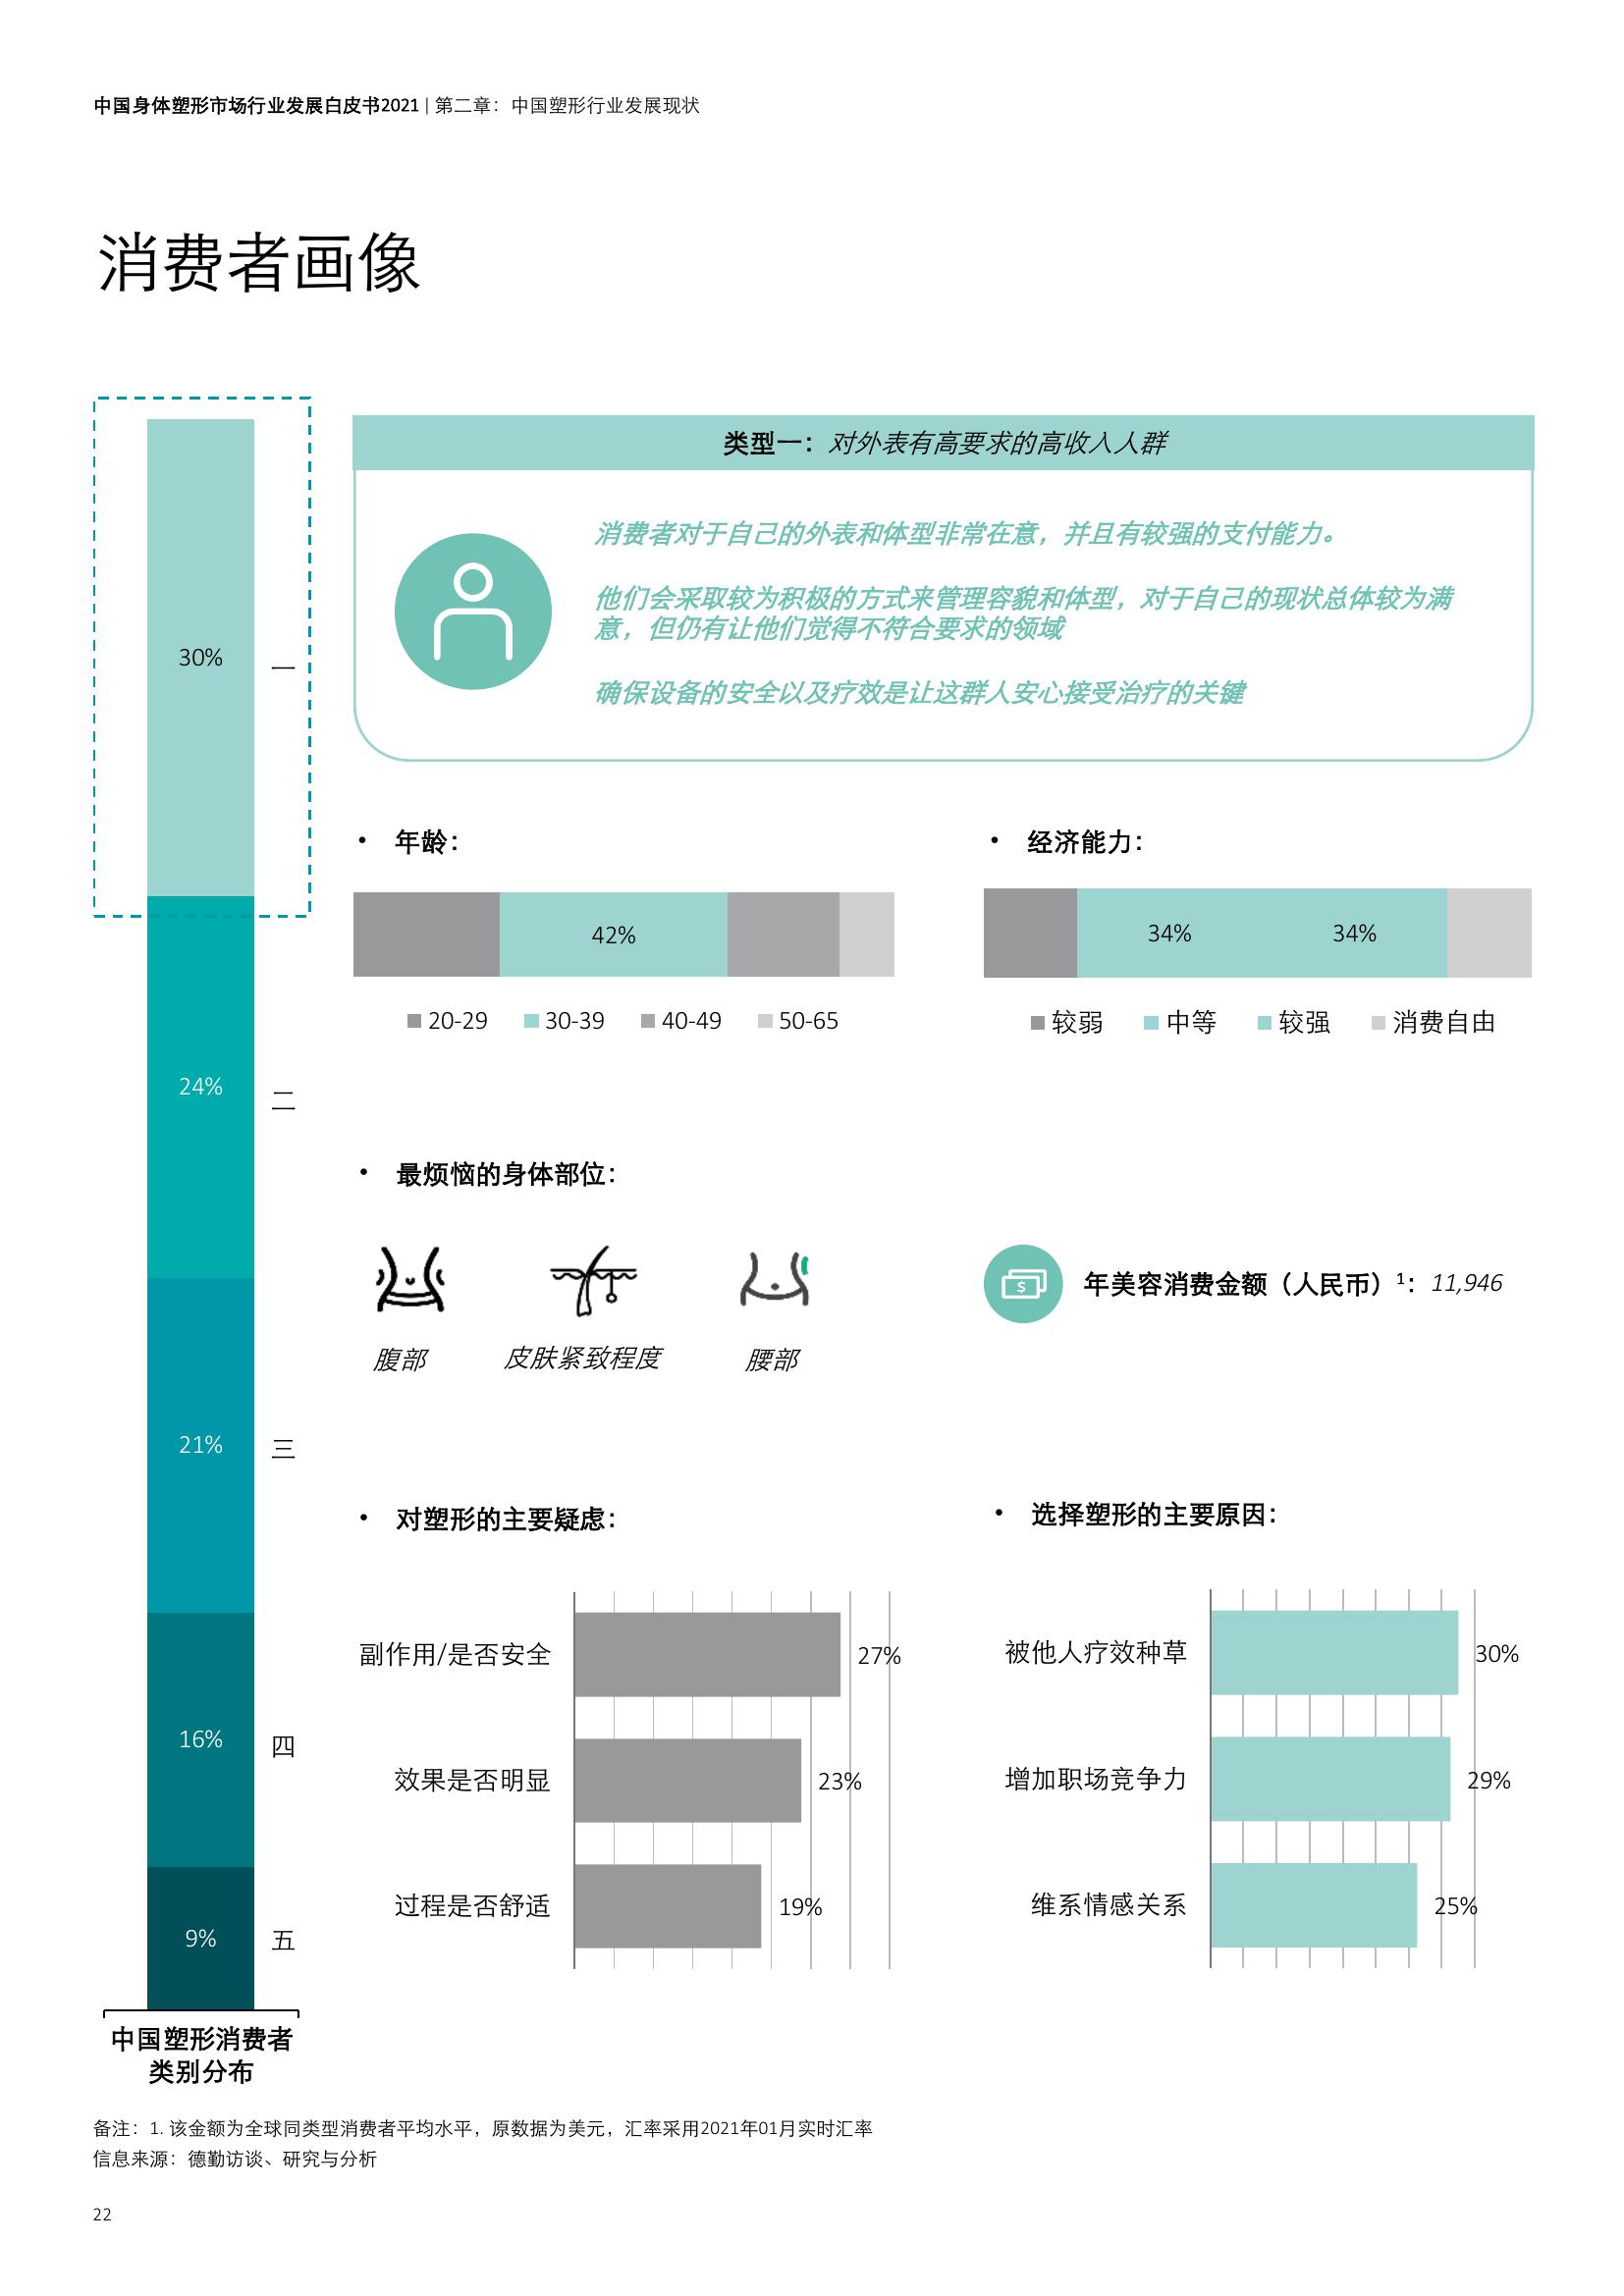 中国身体塑形市场行业发展白皮书2021 | 第二章：中国塑形行业发展现状
消费者画像
30%
一
24%
二
21%
三
16%
四
9%
五
中国塑形消费者
类别分布
类型一：对外表有高要求的高收入人群
消费者对于自己的外表和体型非常在意，并且有较强的支付能力。
他们会采取较为积极的方式来管理容貌和体型，对于自己的现状总体较为满
意，但仍有让他们觉得不符合要求的领域
确保设备的安全以及疗效是让这群人安心接受治疗的关键
• 年龄：
42%
20-29 30-39 40-49 50-65
• 经济能力：
34% 34%
较弱 中等 较强 消费自由
• 最烦恼的身体部位：
腹部 皮肤紧致程度 腰部
$
年美容消费金额（人民币）¹：11,946
• 对塑形的主要疑虑：
副作用/是否安全 27%
效果是否明显 23%
过程是否舒适 19%
• 选择塑形的主要原因：
被他人疗效种草 30%
增加职场竞争力 29%
维系情感关系 25%
备注：1. 该金额为全球同类型消费者平均水平，原数据为美元，汇率采用2021年01月实时汇率
信息来源：德勤访谈、研究与分析
22